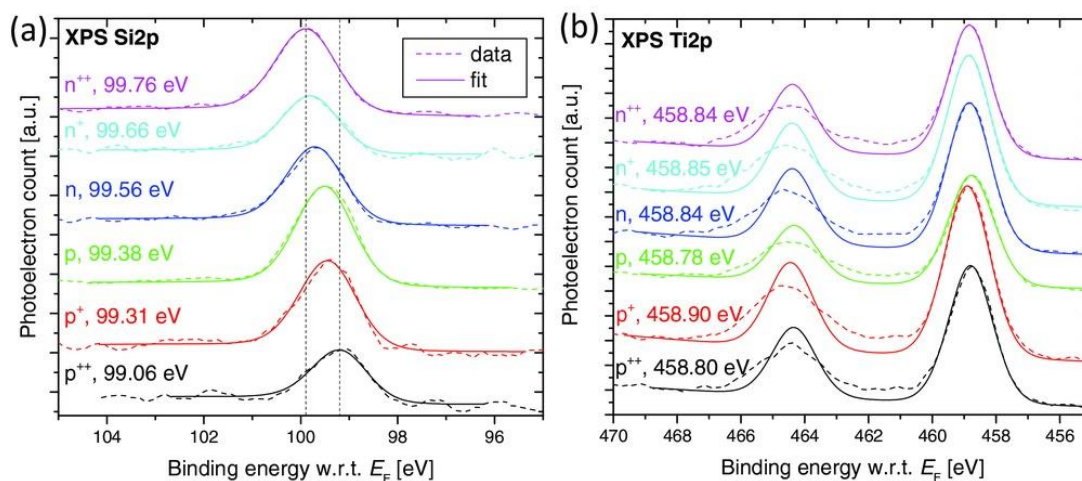 (a)
XPS Si2p
data
fit
n⁺⁺, 99.76 eV
n⁺, 99.66 eV
n, 99.56 eV
p, 99.38 eV
p⁺, 99.31 eV
p⁺⁺, 99.06 eV
Photoelectron count [a.u.]
104 102 100 98 96
Binding energy w.r.t. E_F [eV]
(b)
XPS Ti2p
n⁺⁺, 458.84 eV
n⁺, 458.85 eV
n, 458.84 eV
p, 458.78 eV
p⁺, 458.90 eV
p⁺⁺, 458.80 eV
Photoelectron count [a.u.]
470 468 466 464 462 460 458 456
Binding energy w.r.t. E_F [eV]